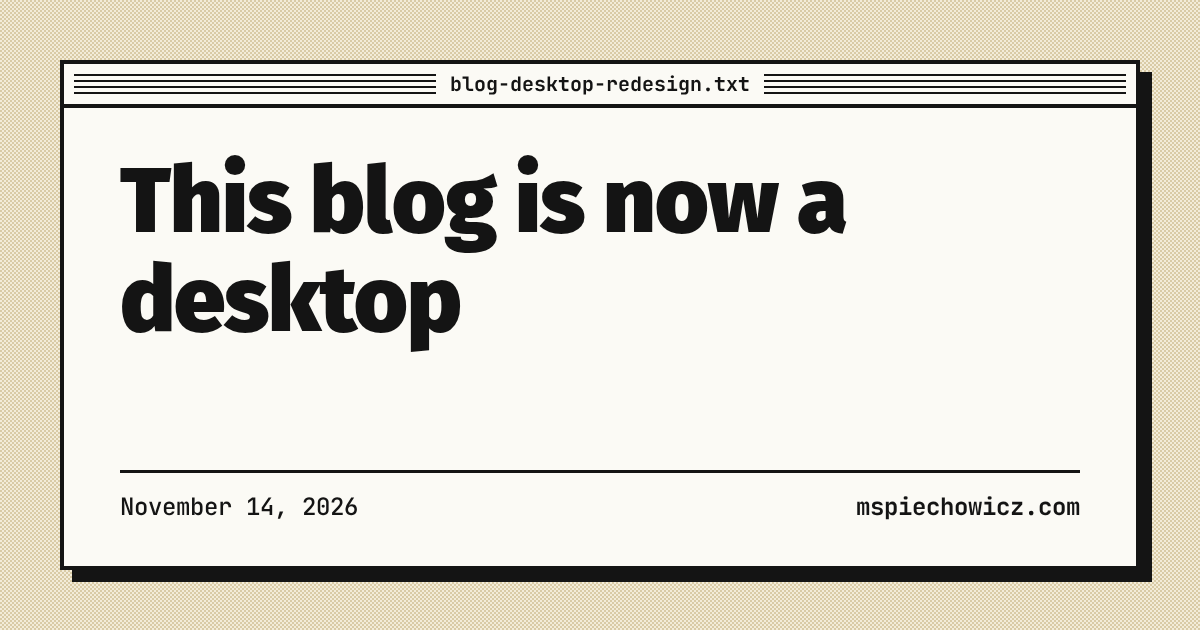 blog-desktop-redesign.txt
This blog is now a
desktop
November 14, 2026
mspiechowicz.com